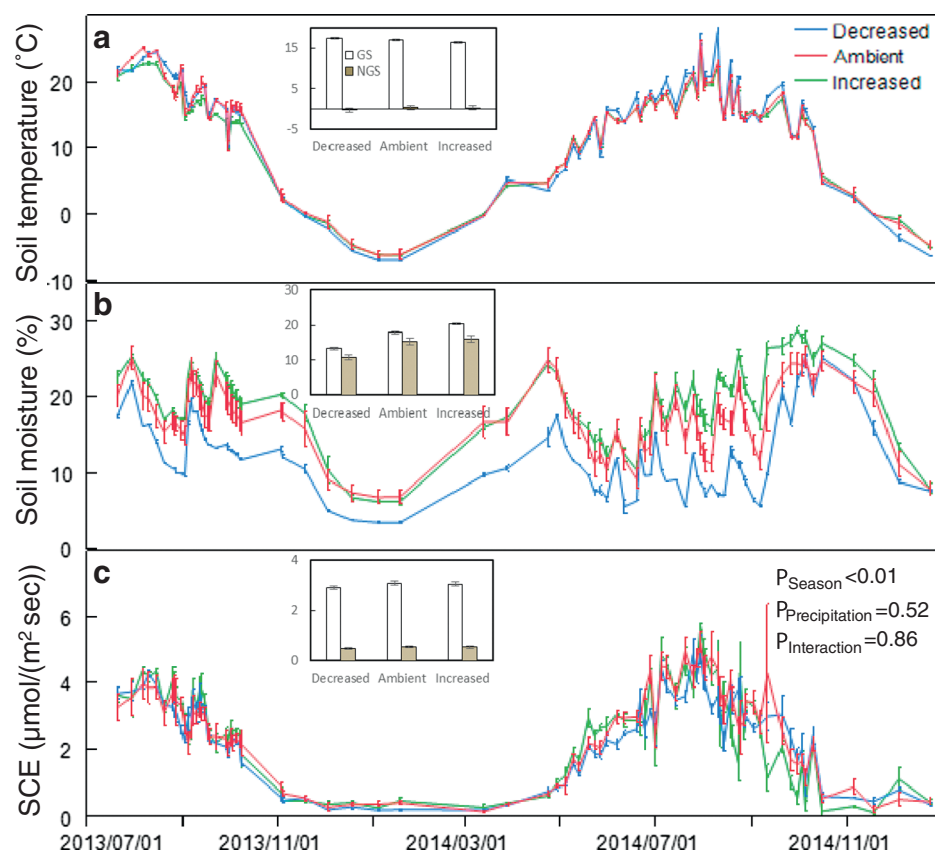 a
Soil temperature (˚C)
20
10
0
-10
15
5
-5
GS
NGS
Decreased Ambient Increased
Decreased
Ambient
Increased
b
Soil moisture (%)
30
20
10
0
30
20
10
0
Decreased Ambient Increased
c
SCE (µmol/(m² sec))
6
4
2
0
4
2
0
Decreased Ambient Increased
PSeason <0.01
PPrecipitation =0.52
PInteraction =0.86
2013/07/01 2013/11/01 2014/03/01 2014/07/01 2014/11/01